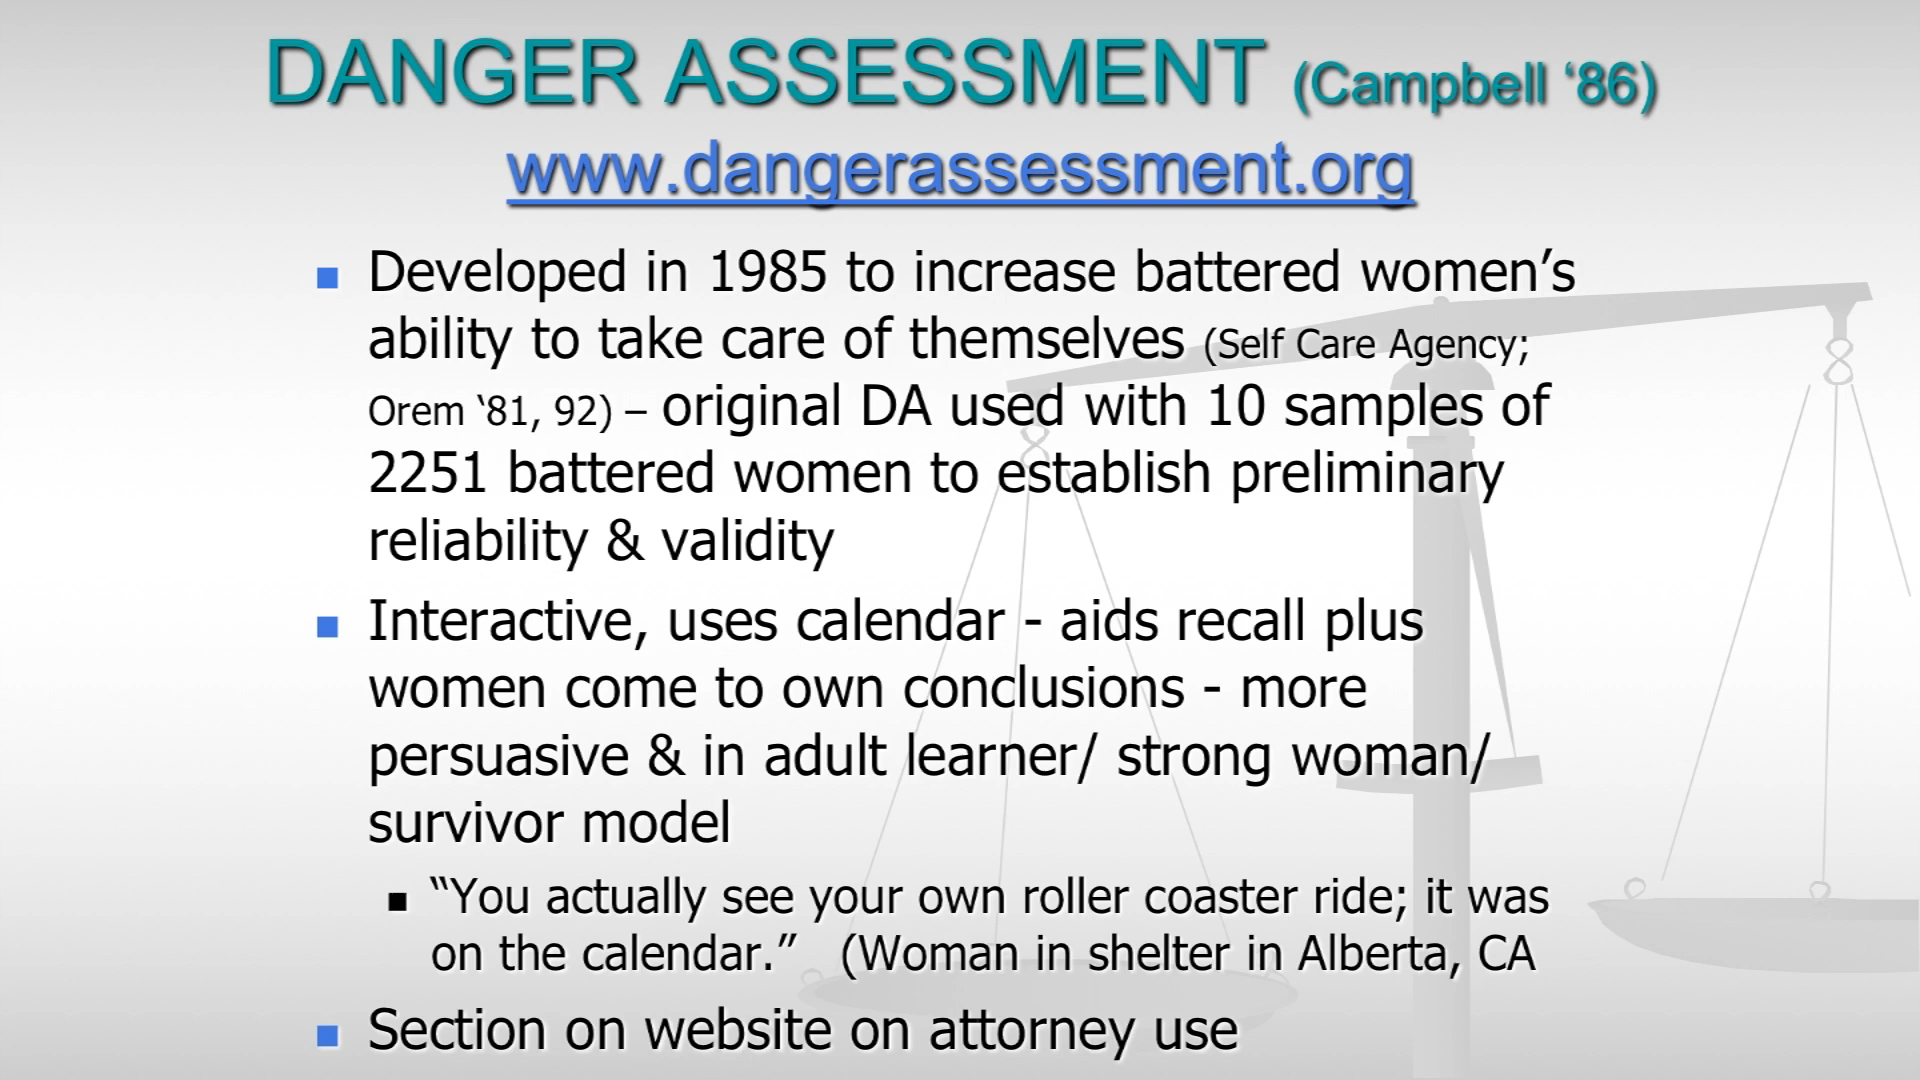 DANGER ASSESSMENT (Campbell ‘86)
www.dangerassessment.org
Developed in 1985 to increase battered women’s
ability to take care of themselves (Self Care Agency;
Orem ‘81, 92) – original DA used with 10 samples of
2251 battered women to establish preliminary
reliability & validity
Interactive, uses calendar - aids recall plus
women come to own conclusions - more
persuasive & in adult learner/ strong woman/
survivor model
“You actually see your own roller coaster ride; it was
on the calendar.” (Woman in shelter in Alberta, CA
Section on website on attorney use